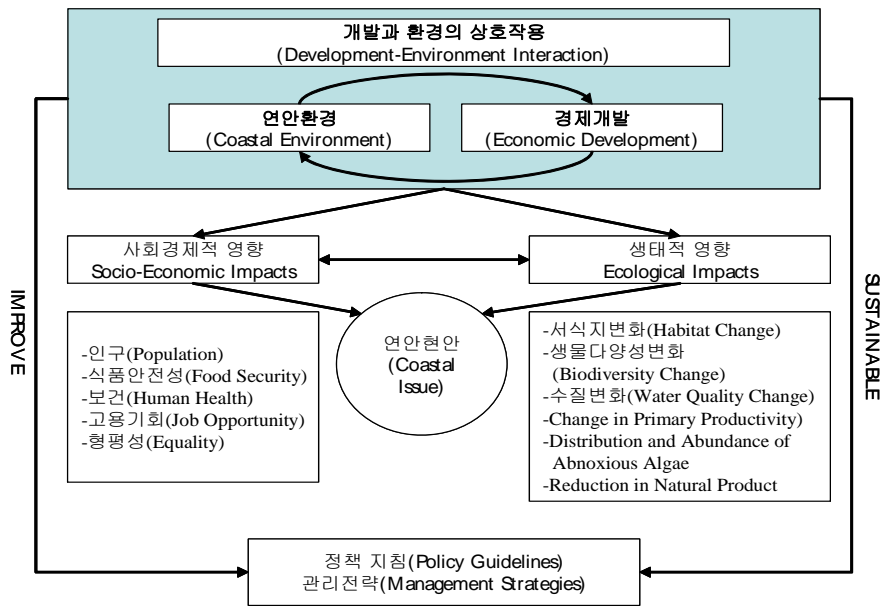 개발과 환경의 상호작용
(Development-Environment Interaction)
연안환경
(Coastal Environment)
경제개발
(Economic Development)
사회경제적 영향
Socio-Economic Impacts
생태적 영향
Ecological Impacts
IMPROVE
SUSTAINABLE
-인구(Population)
-식품안전성(Food Security)
-보건(Human Health)
-고용기회(Job Opportunity)
-형평성(Equality)
연안현안
(Coastal
Issue)
-서식지변화(Habitat Change)
-생물다양성변화
(Biodiversity Change)
-수질변화(Water Quality Change)
-Change in Primary Productivity)
-Distribution and Abundance of
Abnoxious Algae
-Reduction in Natural Product
정책 지침(Policy Guidelines)
관리전략(Management Strategies)